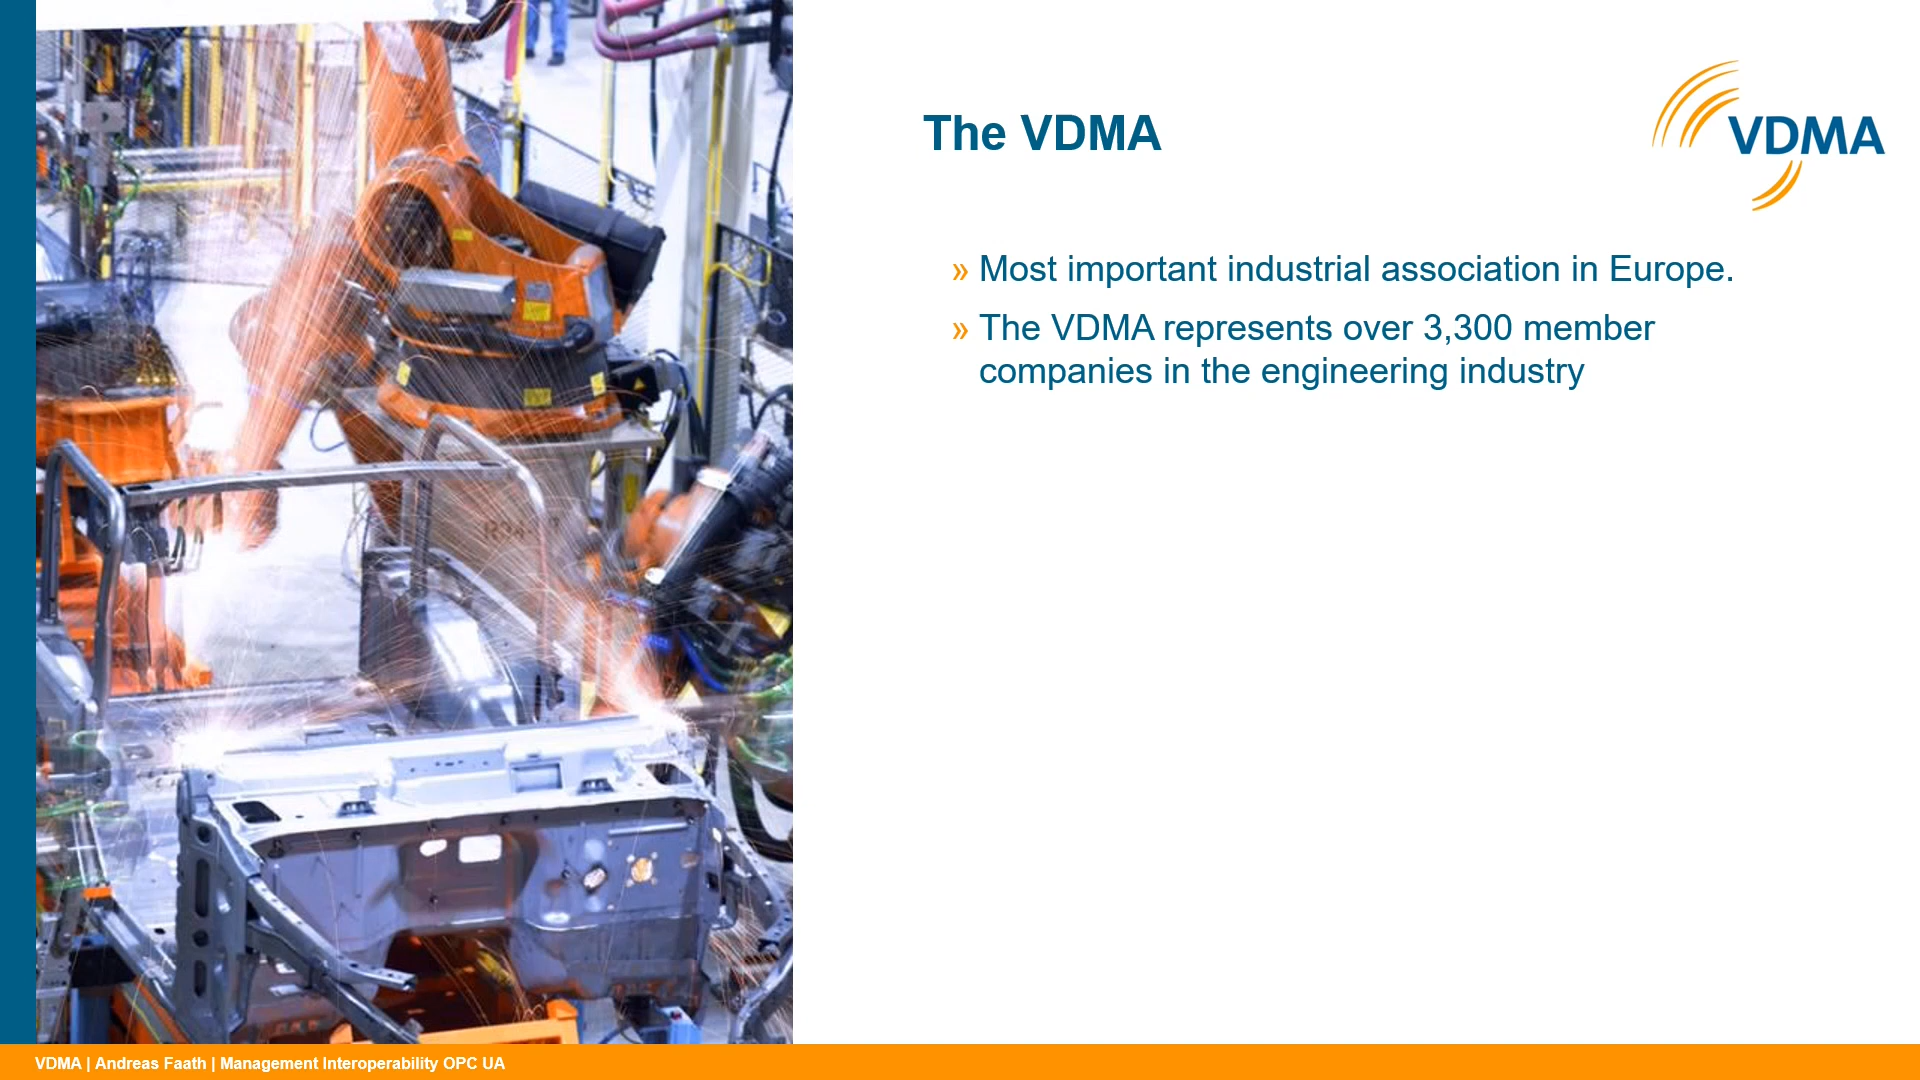 The VDMA
VDMA
» Most important industrial association in Europe.
» The VDMA represents over 3,300 member
companies in the engineering industry
VDMA | Andreas Faath | Management Interoperability OPC UA